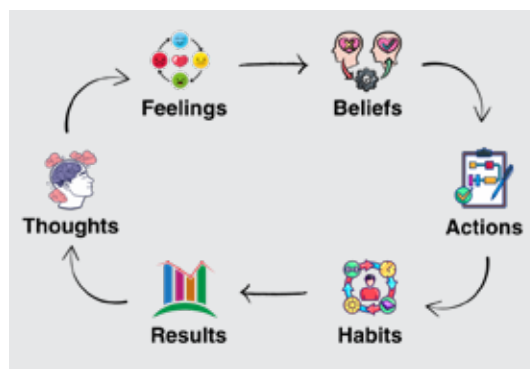 Feelings
Beliefs
Thoughts
Actions
Results
Habits